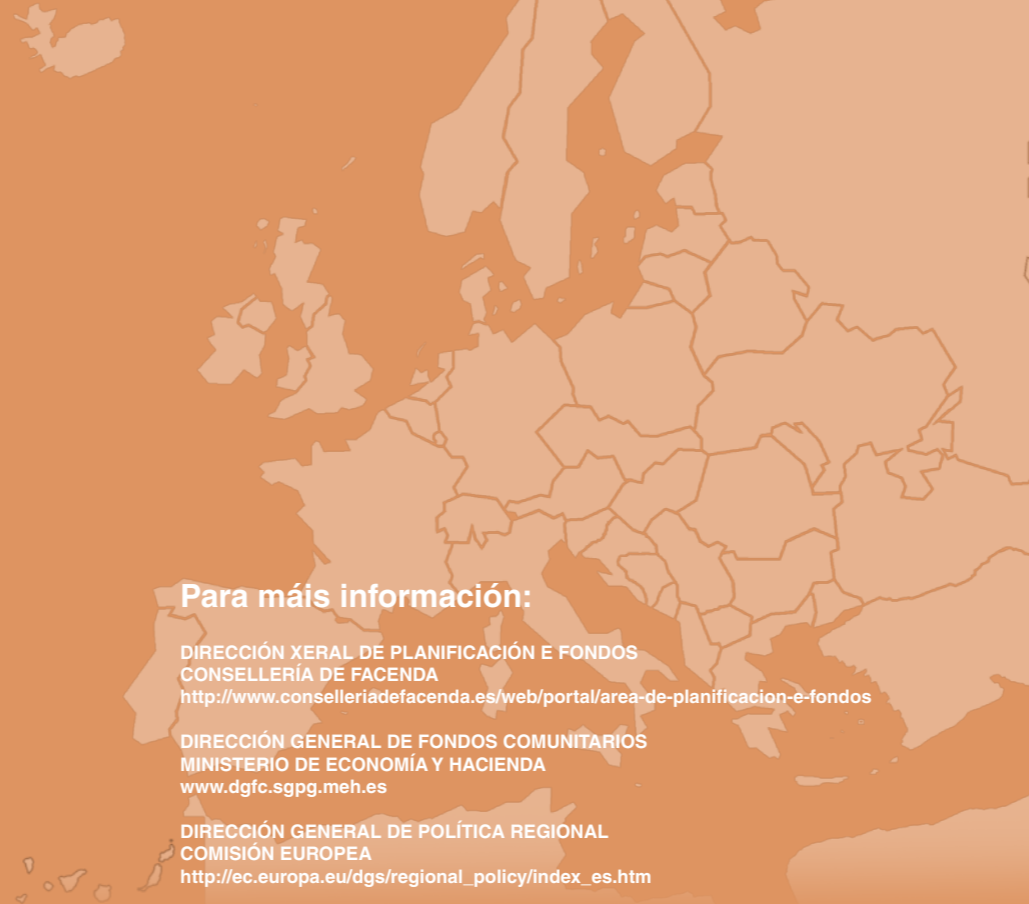 Para máis información:
DIRECCIÓN XERAL DE PLANIFICACIÓN E FONDOS
CONSELLERÍA DE FACENDA
http://www.conselleriadefacenda.es/web/portal/area-de-planificacion-e-fondos
DIRECCIÓN GENERAL DE FONDOS COMUNITARIOS
MINISTERIO DE ECONOMÍA Y HACIENDA
www.dgfc.sgpg.meh.es
DIRECCIÓN GENERAL DE POLÍTICA REGIONAL
COMISIÓN EUROPEA
http://ec.europa.eu/dgs/regional_policy/index_es.htm